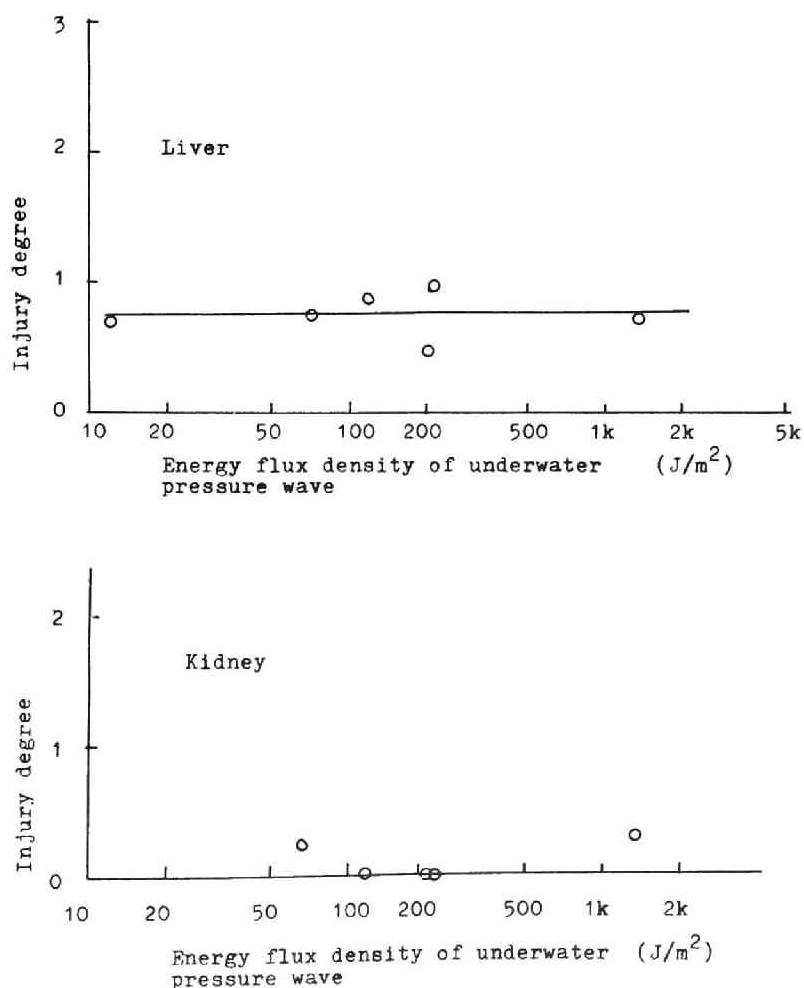 3
2
Liver
1
0
Injury degree
10 20 50 100 200 500 1k 2k 5k
Energy flux density of underwater (J/m²)
pressure wave
2
Kidney
1
0
Injury degree
10 20 50 100 200 500 1k 2k
Energy flux density of underwater (J/m²)
pressure wave